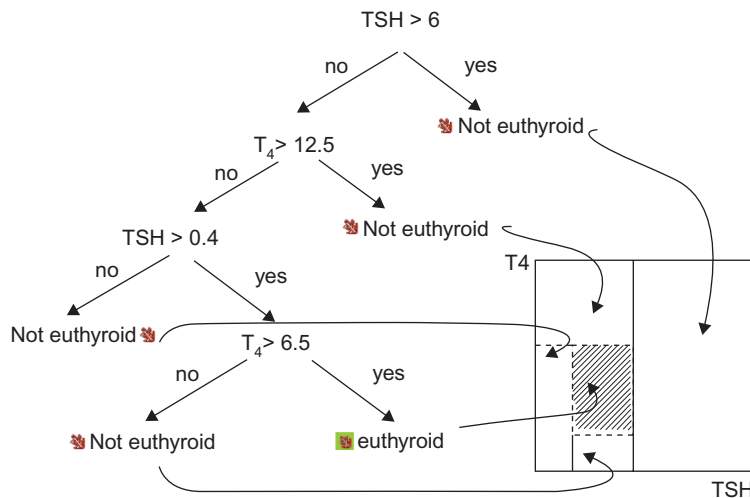 TSH > 6
no
yes
Not euthyroid
T4 > 12.5
no
yes
Not euthyroid
TSH > 0.4
no
yes
T4
Not euthyroid
T4 > 6.5
no
yes
Not euthyroid
euthyroid
TSH